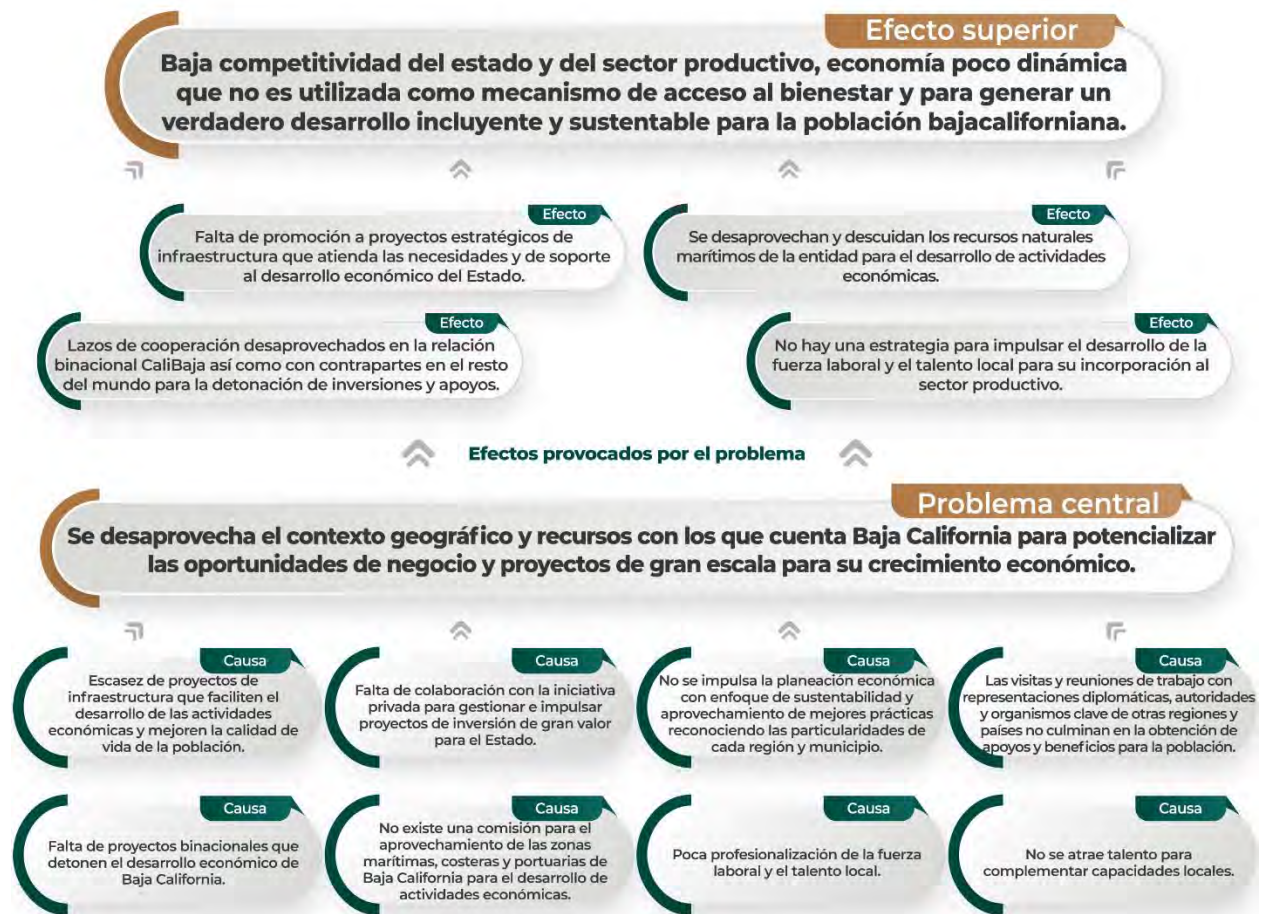 Efecto superior
Baja competitividad del estado y del sector productivo, economía poco dinámica
que no es utilizada como mecanismo de acceso al bienestar y para generar un
verdadero desarrollo incluyente y sustentable para la población bajacaliforniana.
Efecto
Falta de promoción a proyectos estratégicos de
infraestructura que atienda las necesidades y de soporte
al desarrollo económico del Estado.
Efecto
Se desaprovechan y descuidan los recursos naturales
marítimos de la entidad para el desarrollo de actividades
económicas.
Efecto
Lazos de cooperación desaprovechados en la relación
binacional CaliBaja así como con contrapartes en el resto
del mundo para la detonación de inversiones y apoyos.
Efecto
No hay una estrategia para impulsar el desarrollo de la
fuerza laboral y el talento local para su incorporación al
sector productivo.
Efectos provocados por el problema
Problema central
Se desaprovecha el contexto geográfico y recursos con los que cuenta Baja California para potencializar
las oportunidades de negocio y proyectos de gran escala para su crecimiento económico.
Causa
Escasez de proyectos de
infraestructura que faciliten el
desarrollo de las actividades
económicas y mejoren la calidad de
vida de la población.
Causa
Falta de colaboración con la iniciativa
privada para gestionar e impulsar
proyectos de inversión de gran valor
para el Estado.
Causa
No se impulsa la planeación económica
con enfoque de sustentabilidad y
aprovechamiento de mejores prácticas
reconociendo las particularidades de
cada región y municipio.
Causa
Las visitas y reuniones de trabajo con
representaciones diplomáticas, autoridades
y organismos clave de otras regiones y
países no culminan en la obtención de
apoyos y beneficios para la población.
Causa
Falta de proyectos binacionales que
detonen el desarrollo económico de
Baja California.
Causa
No existe una comisión para el
aprovechamiento de las zonas
marítimas, costeras y portuarias de
Baja California para el desarrollo de
actividades económicas.
Causa
Poca profesionalización de la fuerza
laboral y el talento local.
Causa
No se atrae talento para
complementar capacidades locales.